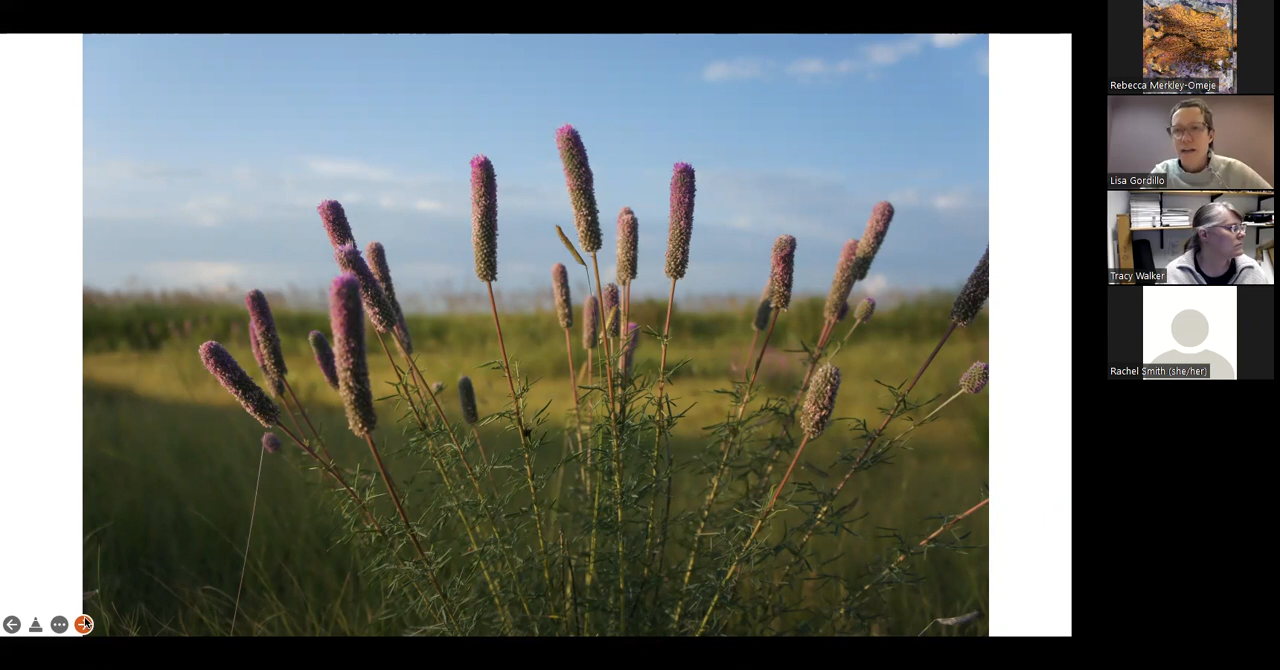 Rebecca Merkley-Omeje
Lisa Gordillo
Tracy Walker
Rachel Smith (she/her)